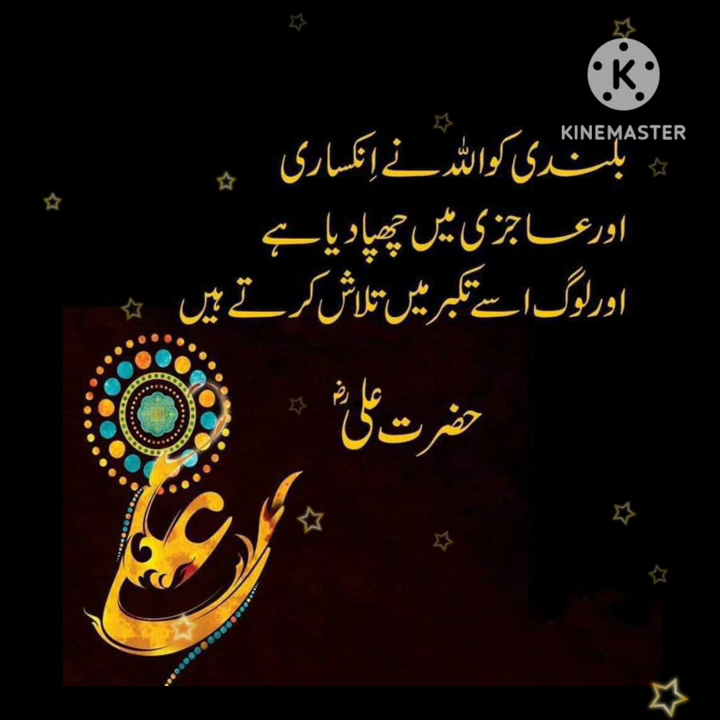 KINEMASTER
بلندی کو اللہ نے اِنکساری
اور عاجزی میں چھپا دیا ہے
اور لوگ اسے تکبر میں تلاش کرتے ہیں
حضرت علیؓ
علی